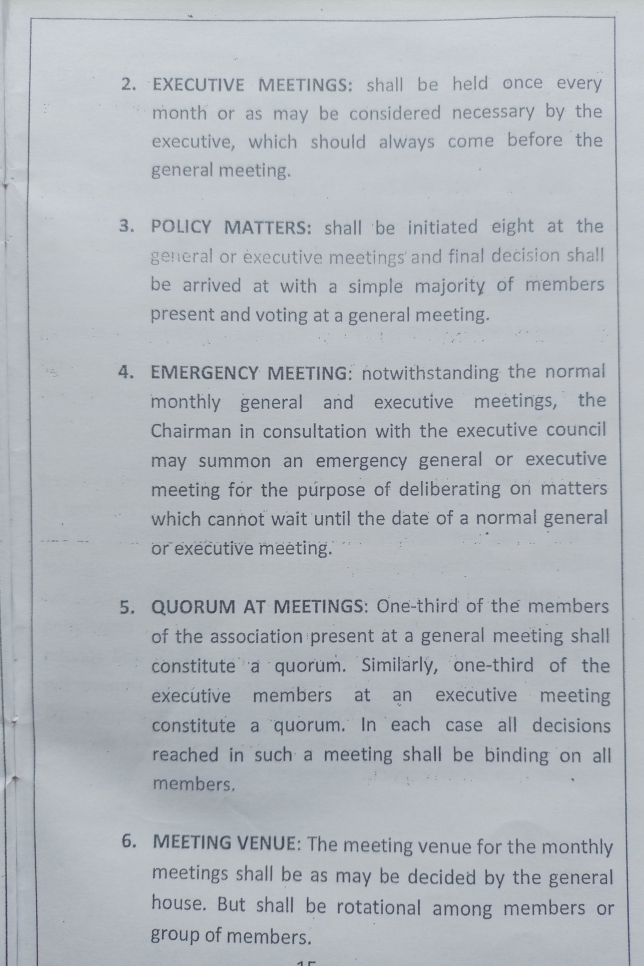 2. EXECUTIVE MEETINGS: shall be held once every
month or as may be considered necessary by the
executive, which should always come before the
general meeting.
3. POLICY MATTERS: shall be initiated eight at the
general or executive meetings and final decision shall
be arrived at with a simple majority of members
present and voting at a general meeting.
4. EMERGENCY MEETING: notwithstanding the normal
monthly general and executive meetings, the
Chairman in consultation with the executive council
may summon an emergency general or executive
meeting for the purpose of deliberating on matters
which cannot wait until the date of a normal general
or executive meeting.
5. QUORUM AT MEETINGS: One-third of the members
of the association present at a general meeting shall
constitute a quorum. Similarly, one-third of the
executive members at an executive meeting
constitute a quorum. In each case all decisions
reached in such a meeting shall be binding on all
members.
6. MEETING VENUE: The meeting venue for the monthly
meetings shall be as may be decided by the general
house. But shall be rotational among members or
group of members.